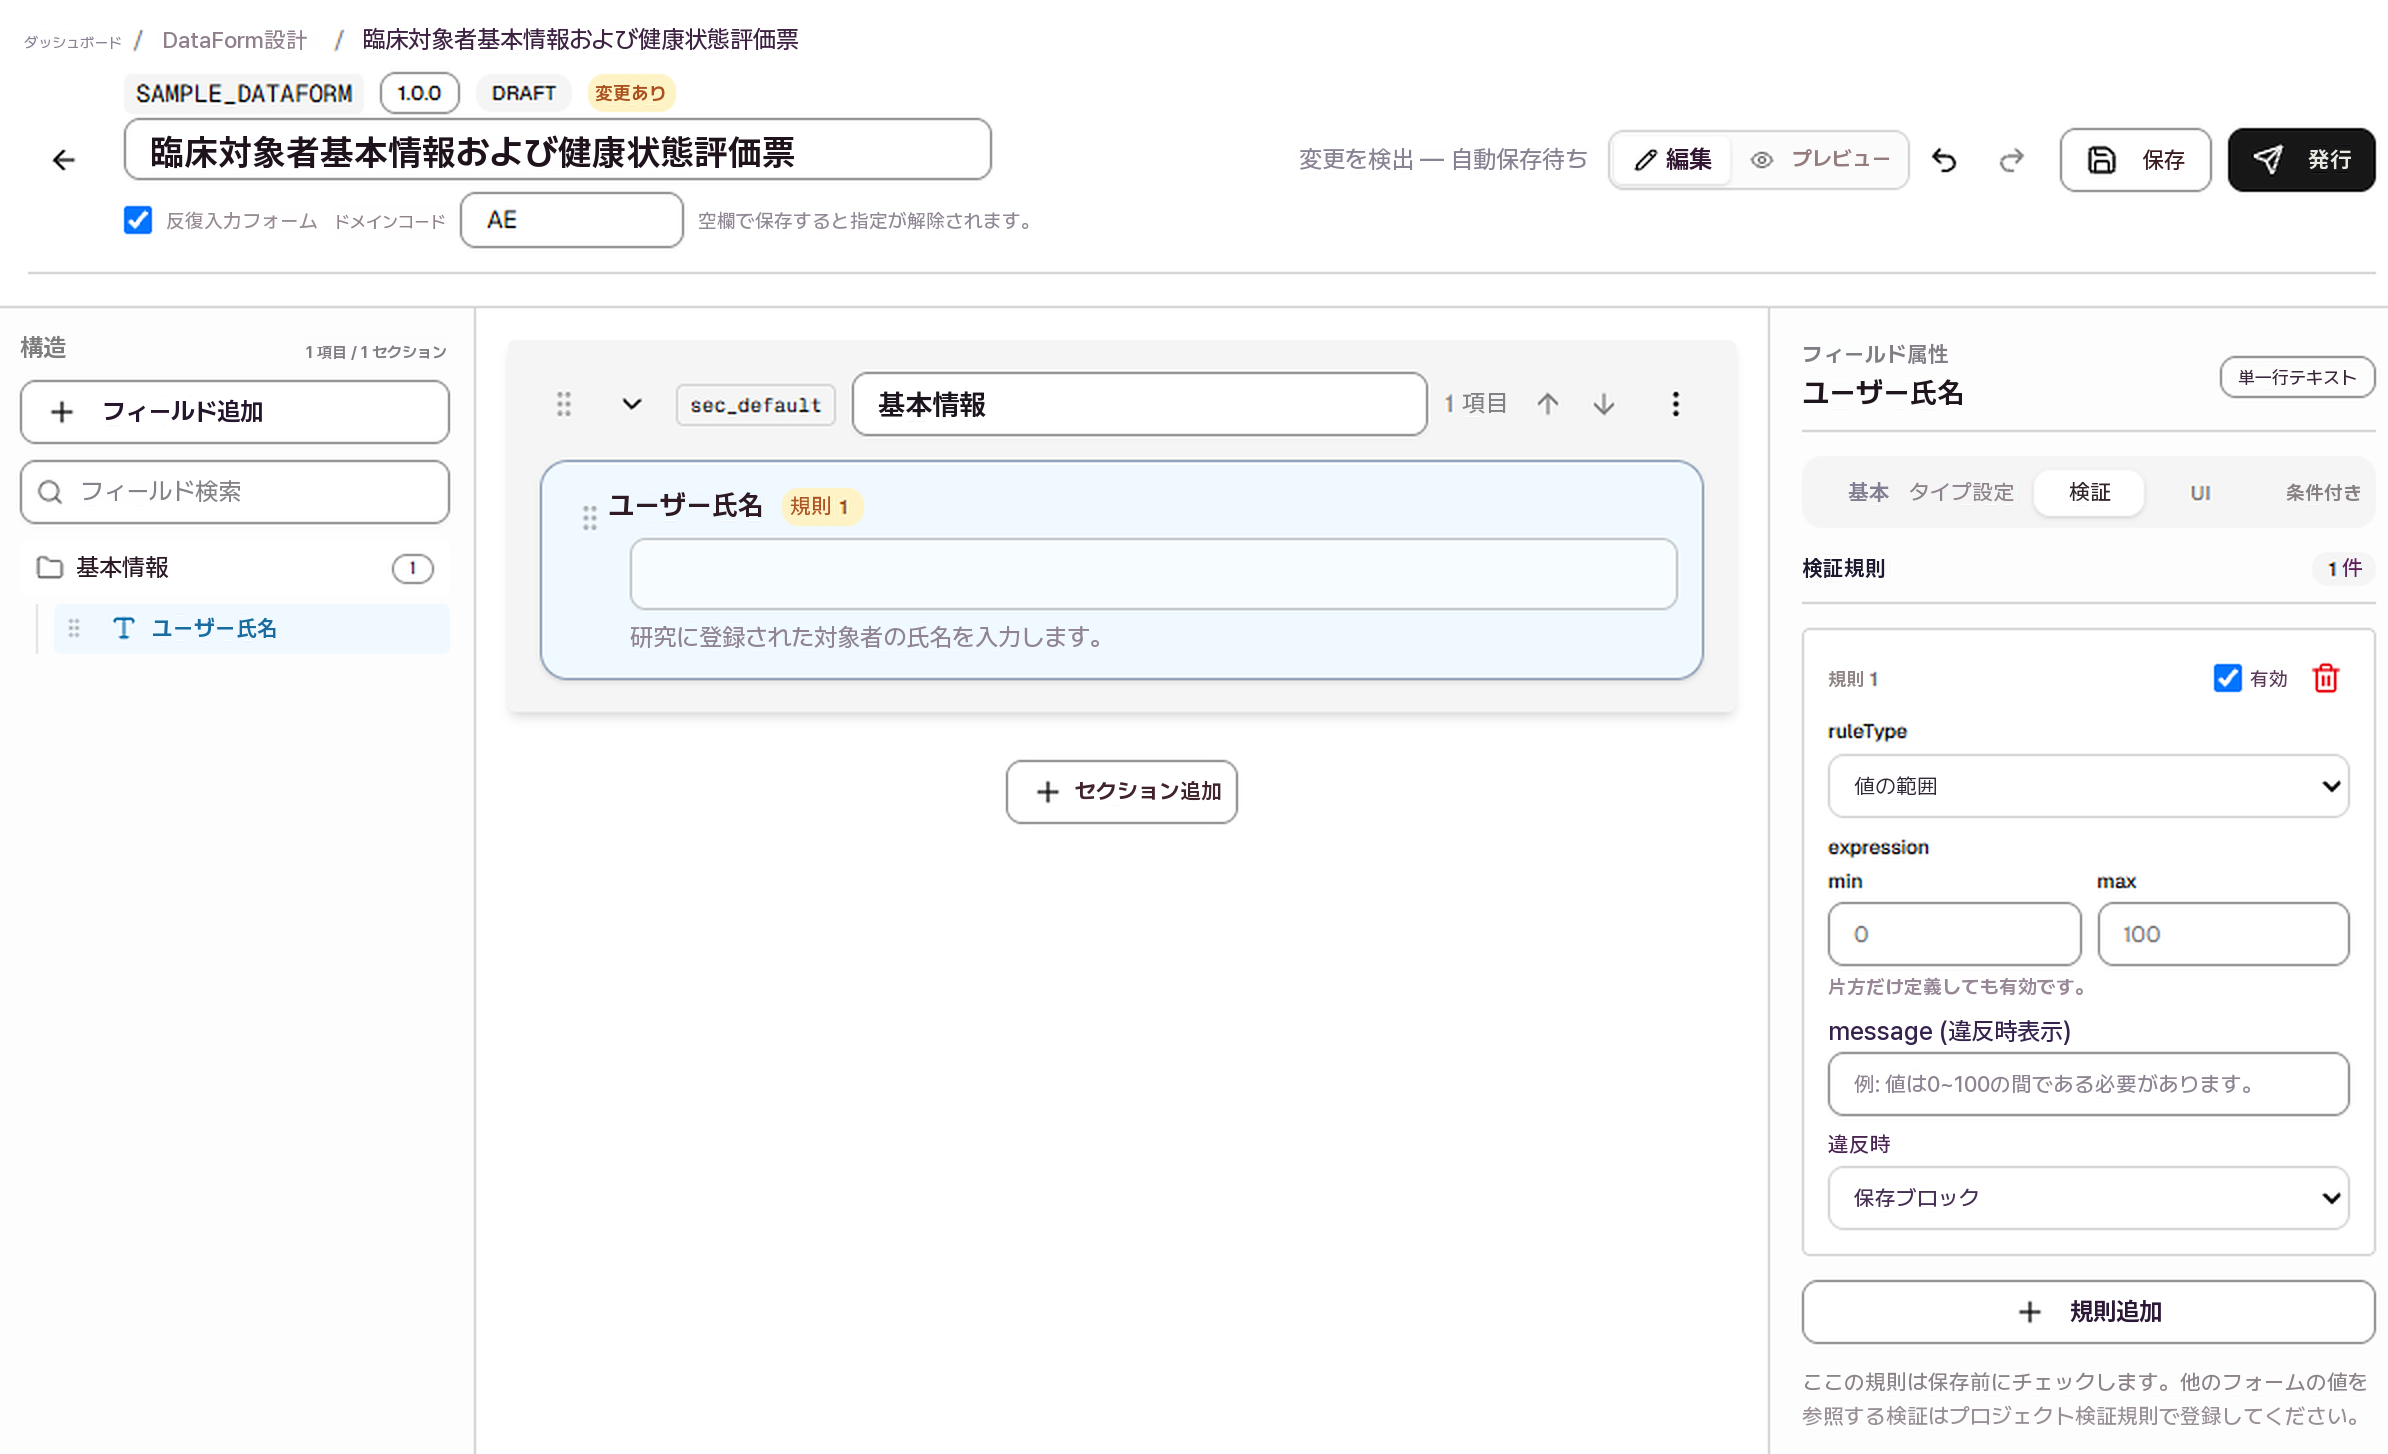 ダッシュボード / DataForm設計 / 臨床対象者基本情報および健康状態評価票
SAMPLE_DATAFORM 1.0.0 DRAFT 変更あり
臨床対象者基本情報および健康状態評価票
変更を検出 — 自動保存待ち 編集 プレビュー 保存 発行
反復入力フォーム ドメインコード AE 空欄で保存すると指定が解除されます。
構造 1 項目 / 1 セクション
フィールド追加
フィールド検索
基本情報 1
ユーザー氏名
sec_default 基本情報 1 項目
ユーザー氏名 規則 1
研究に登録された対象者の氏名を入力します。
セクション追加
フィールド属性
ユーザー氏名 単一行テキスト
基本 タイプ設定 検証 UI 条件付き
検証規則 1 件
規則 1 有効
ruleType
値の範囲
expression
min max
0 100
片方だけ定義しても有効です。
message (違反時表示)
例: 値は0~100の間である必要があります。
違反時
保存ブロック
規則追加
ここの規則は保存前にチェックします。他のフォームの値を
参照する検証はプロジェクト検証規則で登録してください。